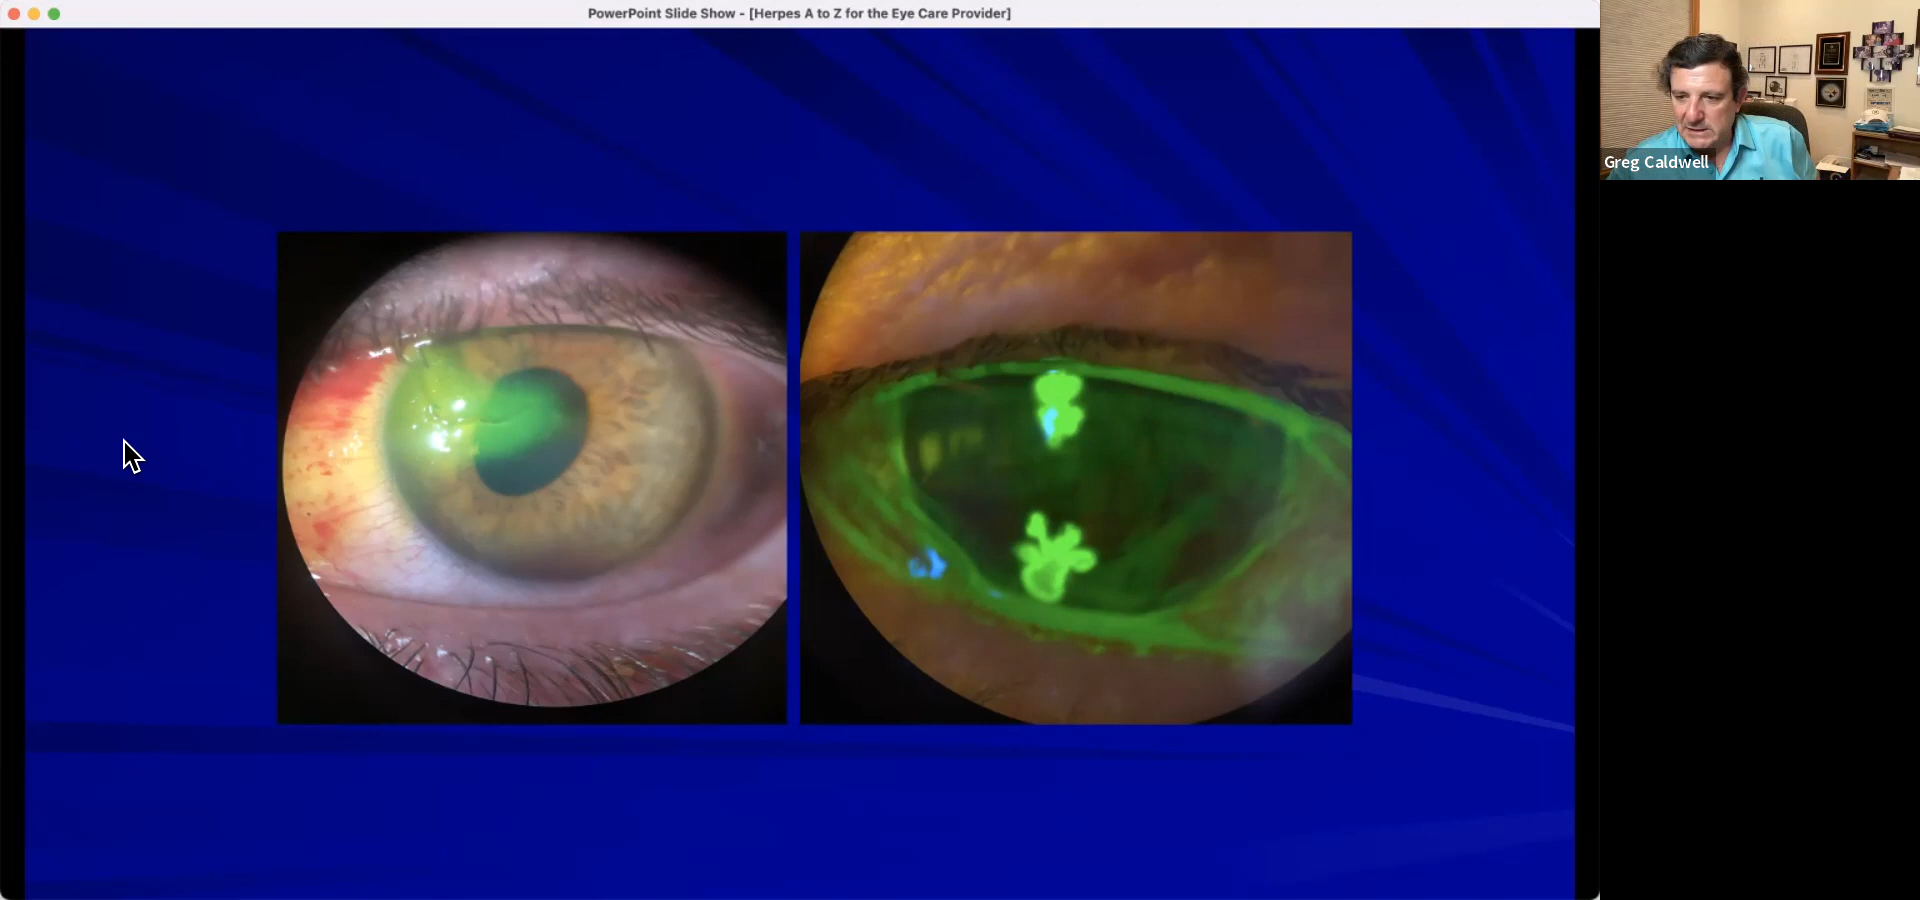 PowerPoint Slide Show - [Herpes A to Z for the Eye Care Provider]
Greg Caldwell